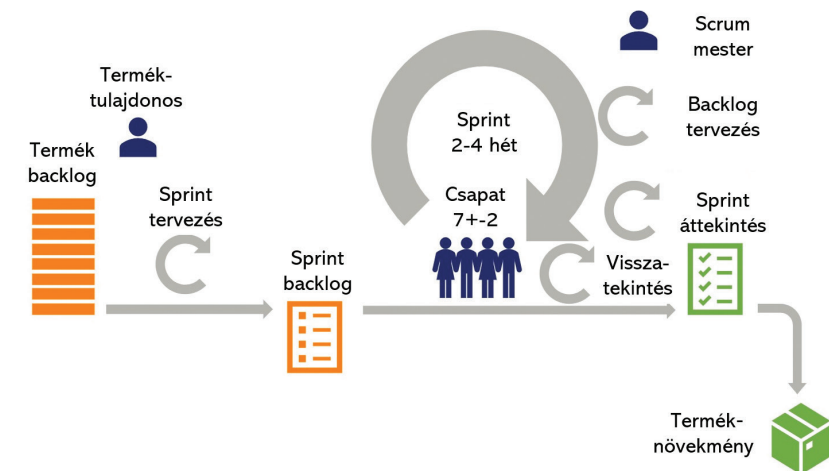 Termék-
tulajdonos
Termék
backlog
Sprint
tervezés
Sprint
backlog
Sprint
2-4 hét
Csapat
7+-2
Scrum
mester
Backlog
tervezés
Sprint
áttekintés
Vissza-
tekintés
Termék-
növekmény